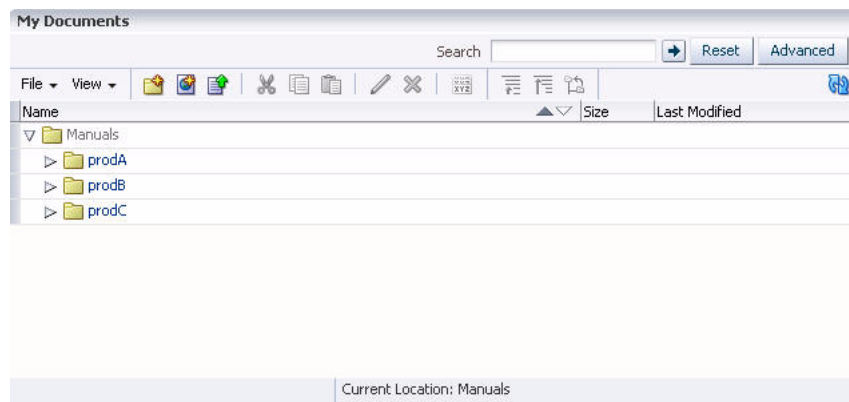 My Documents
Search Reset Advanced
File View
Name Size Last Modified
Manuals
prodA
prodB
prodC
Current Location: Manuals